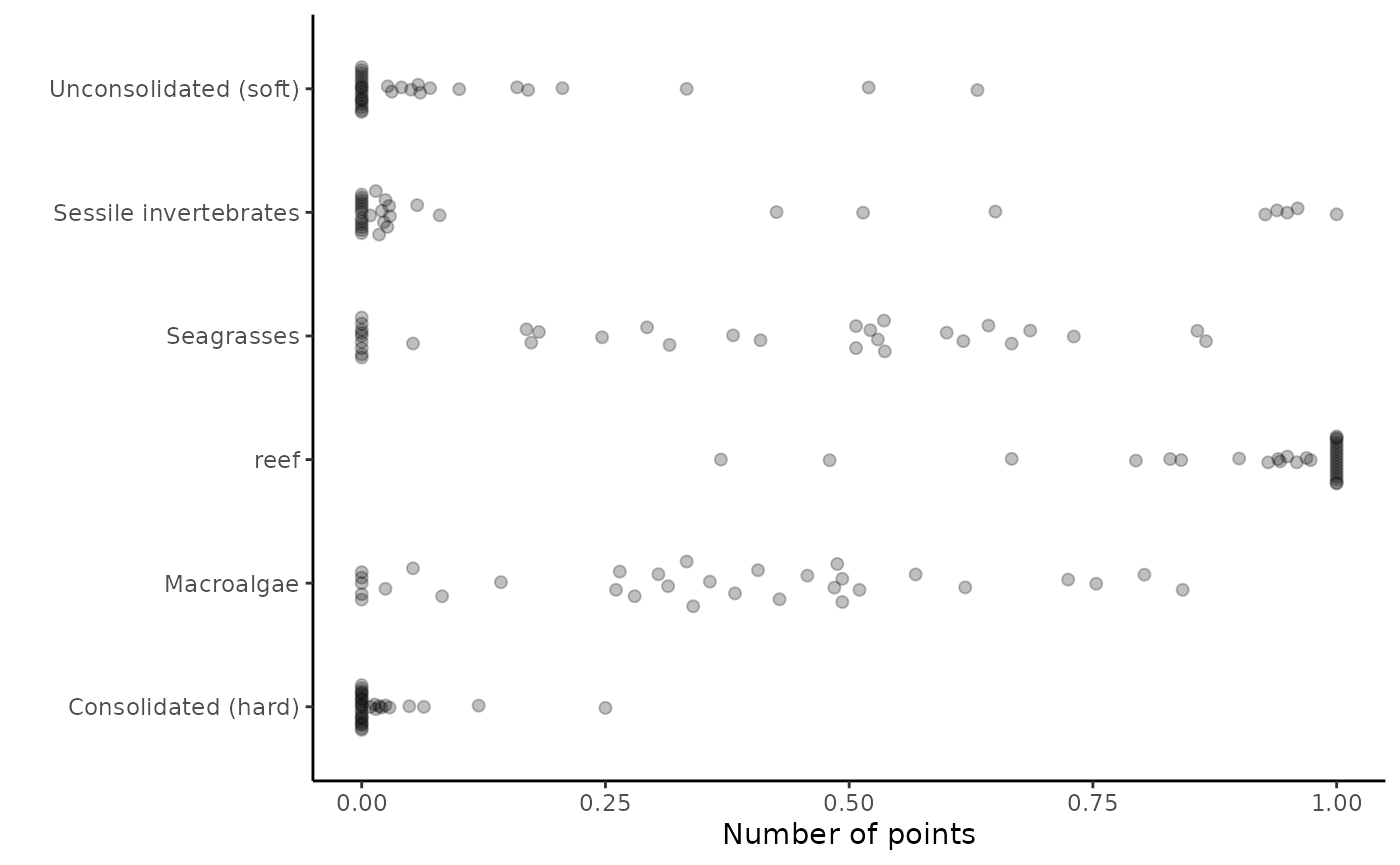 Unconsolidated (soft)
Sessile invertebrates
Seagrasses
reef
Macroalgae
Consolidated (hard)
0.00 0.25 0.50 0.75 1.00
Number of points